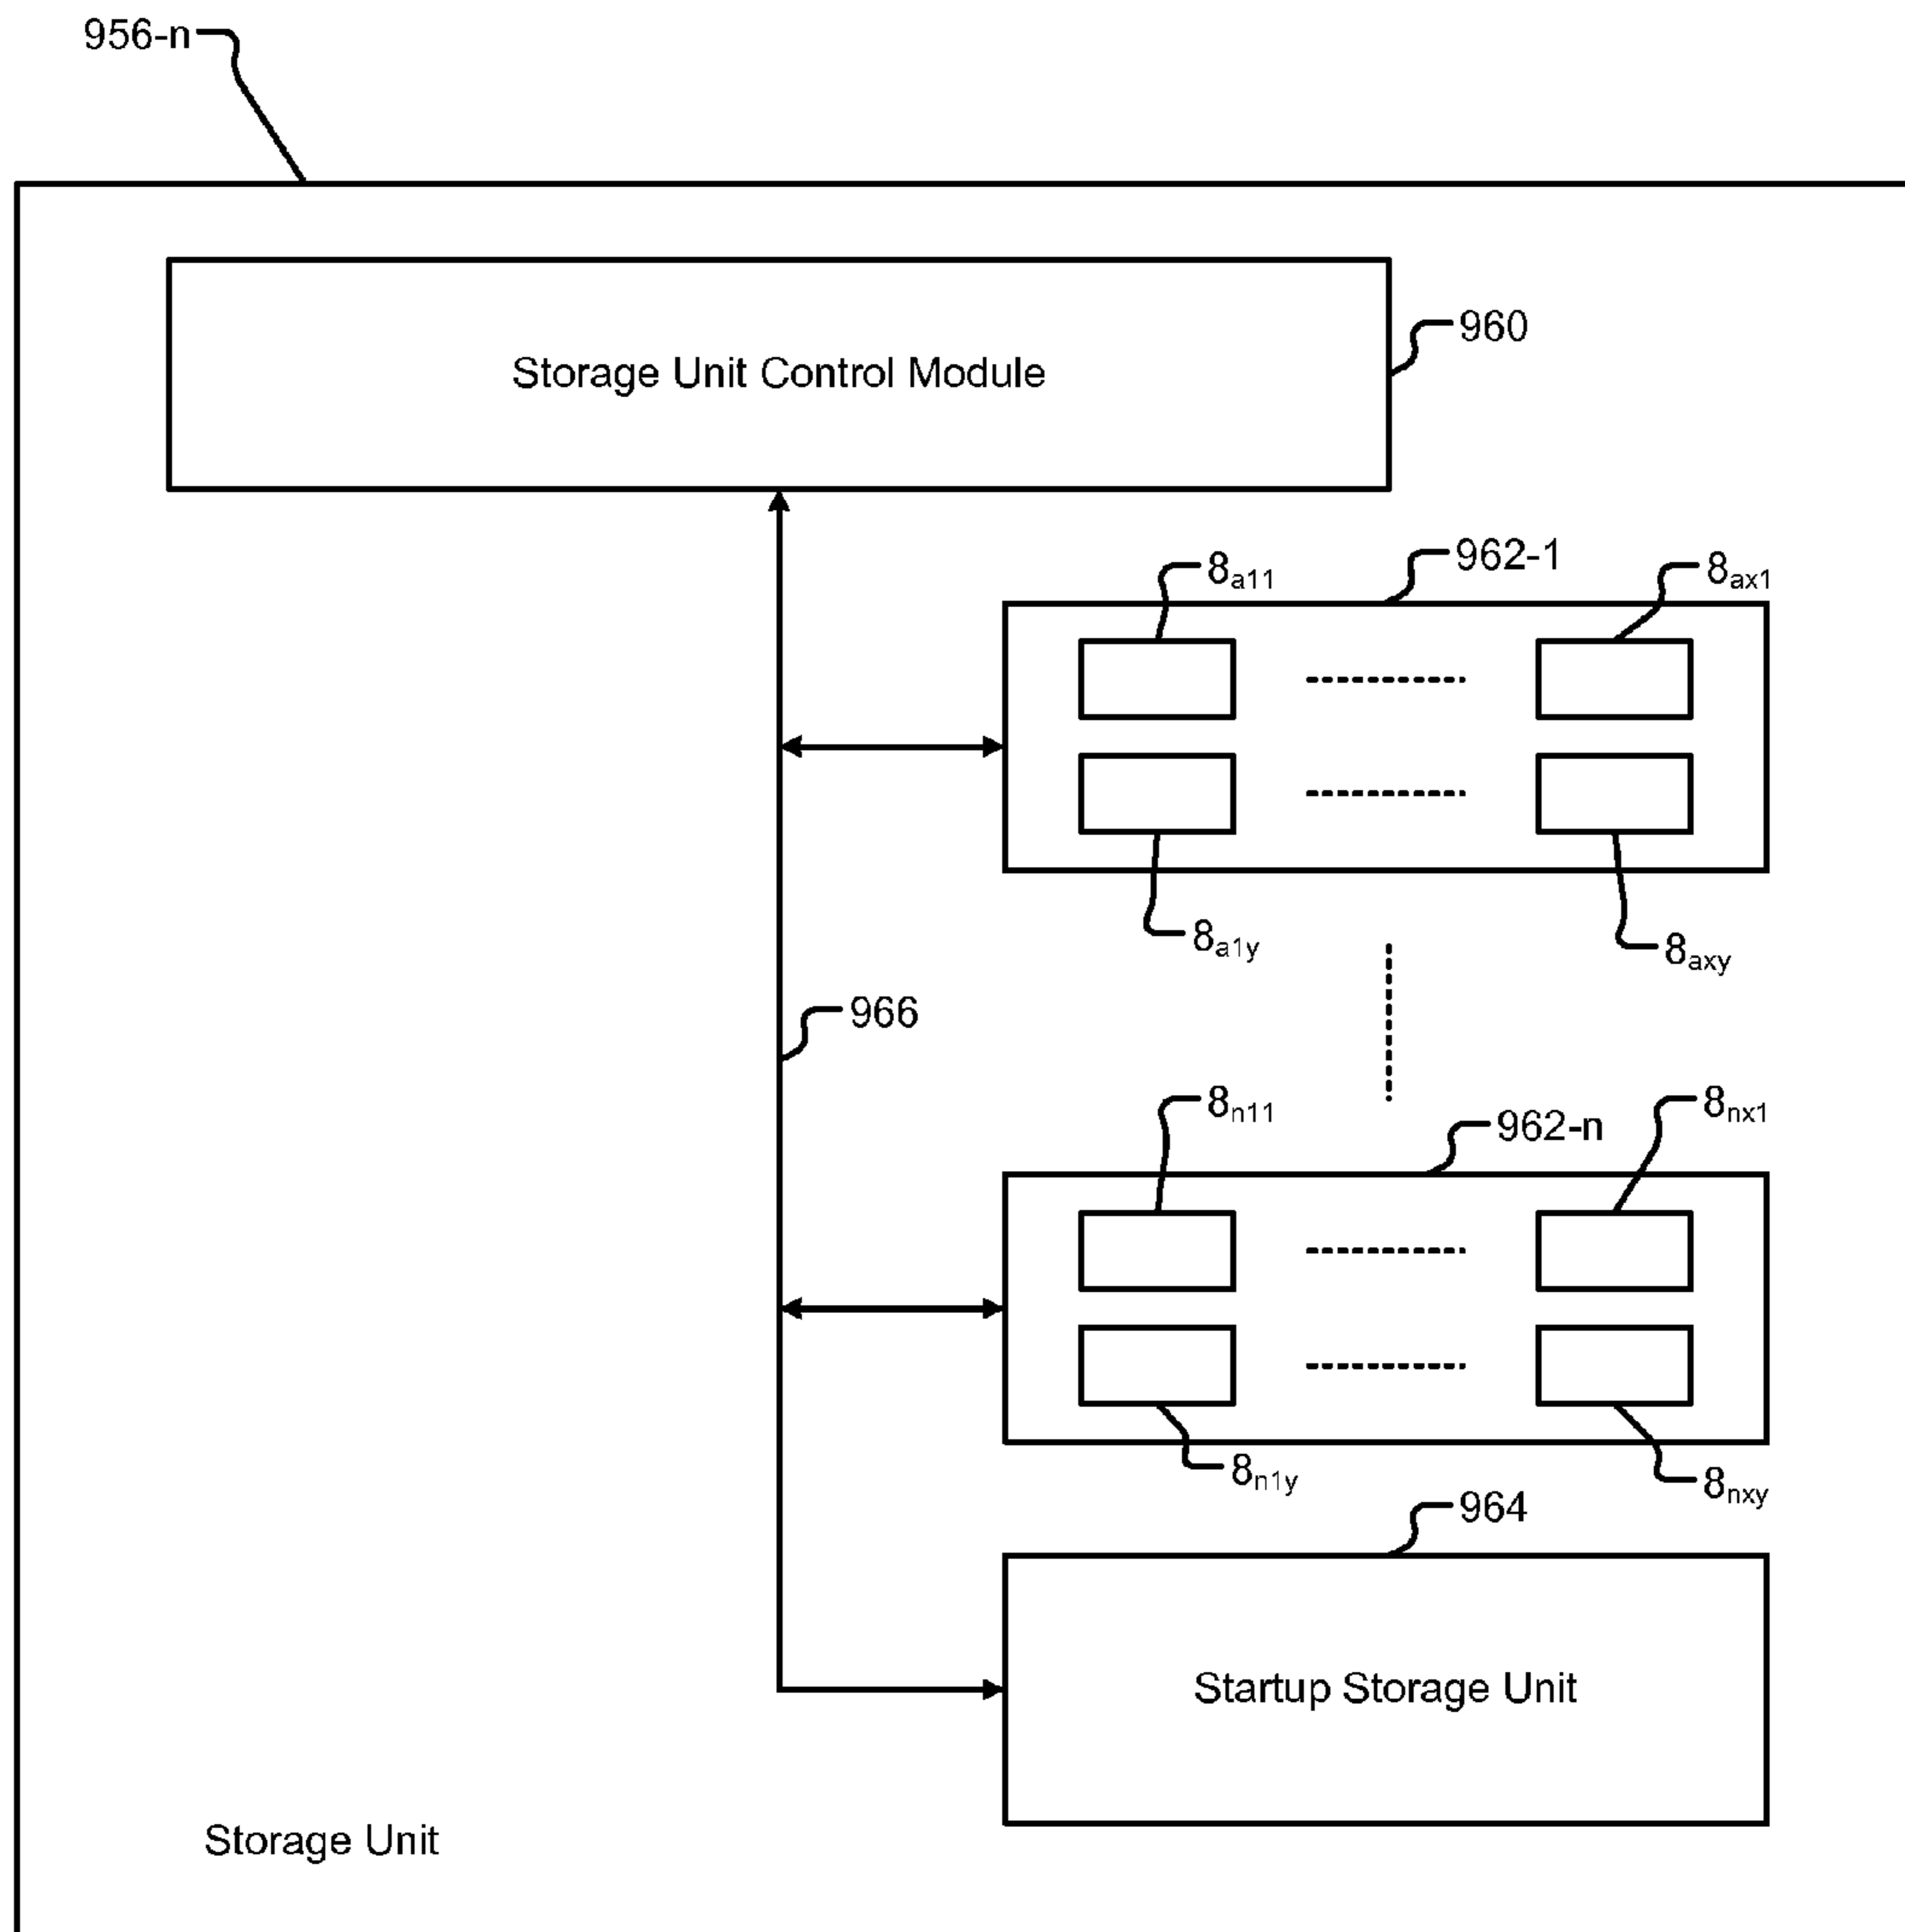 956-n
Storage Unit Control Module
960
962-1
8a11
8ax1
8a1y
8axy
966
8n11
8nx1
962-n
8n1y
8nxy
964
Startup Storage Unit
Storage Unit